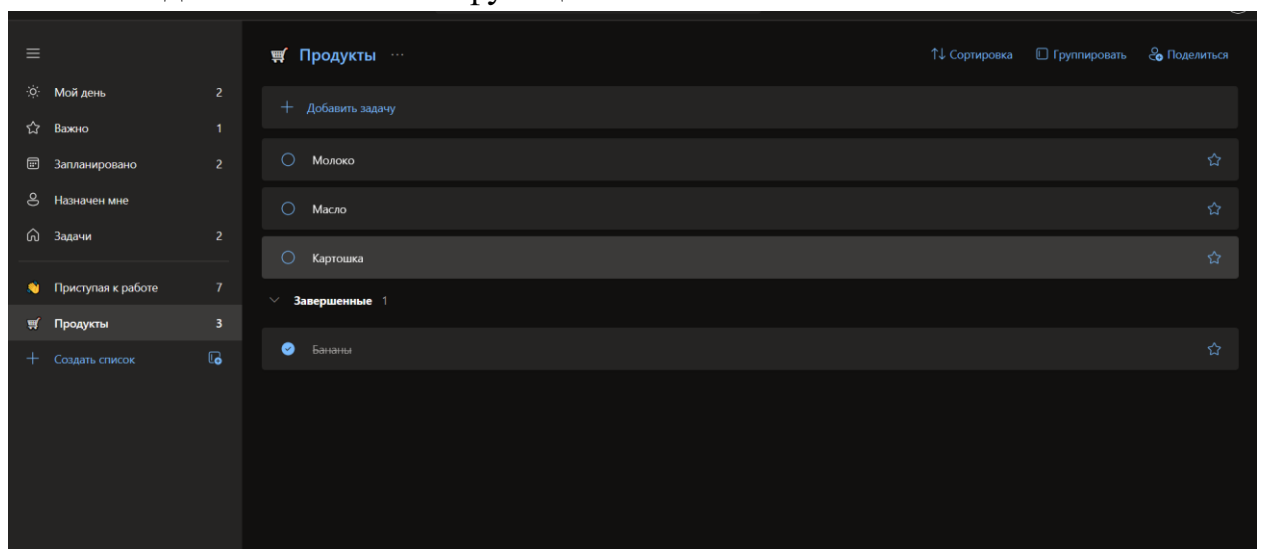 Продукты ...
Сортировка Группировать Поделиться
Мой день 2
Важно 1
Запланировано 2
Назначен мне
Задачи 2
Приступая к работе 7
Продукты 3
Создать список
Добавить задачу
Молоко
Масло
Картошка
Завершенные 1
Бананы